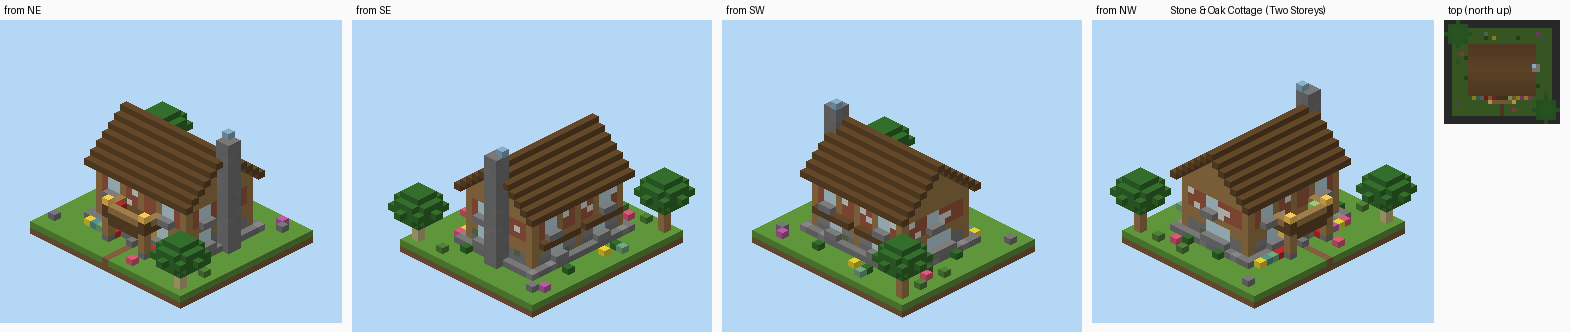 from NE
from SE
from SW
from NW
Stone & Oak Cottage (Two Storeys)
top (north up)